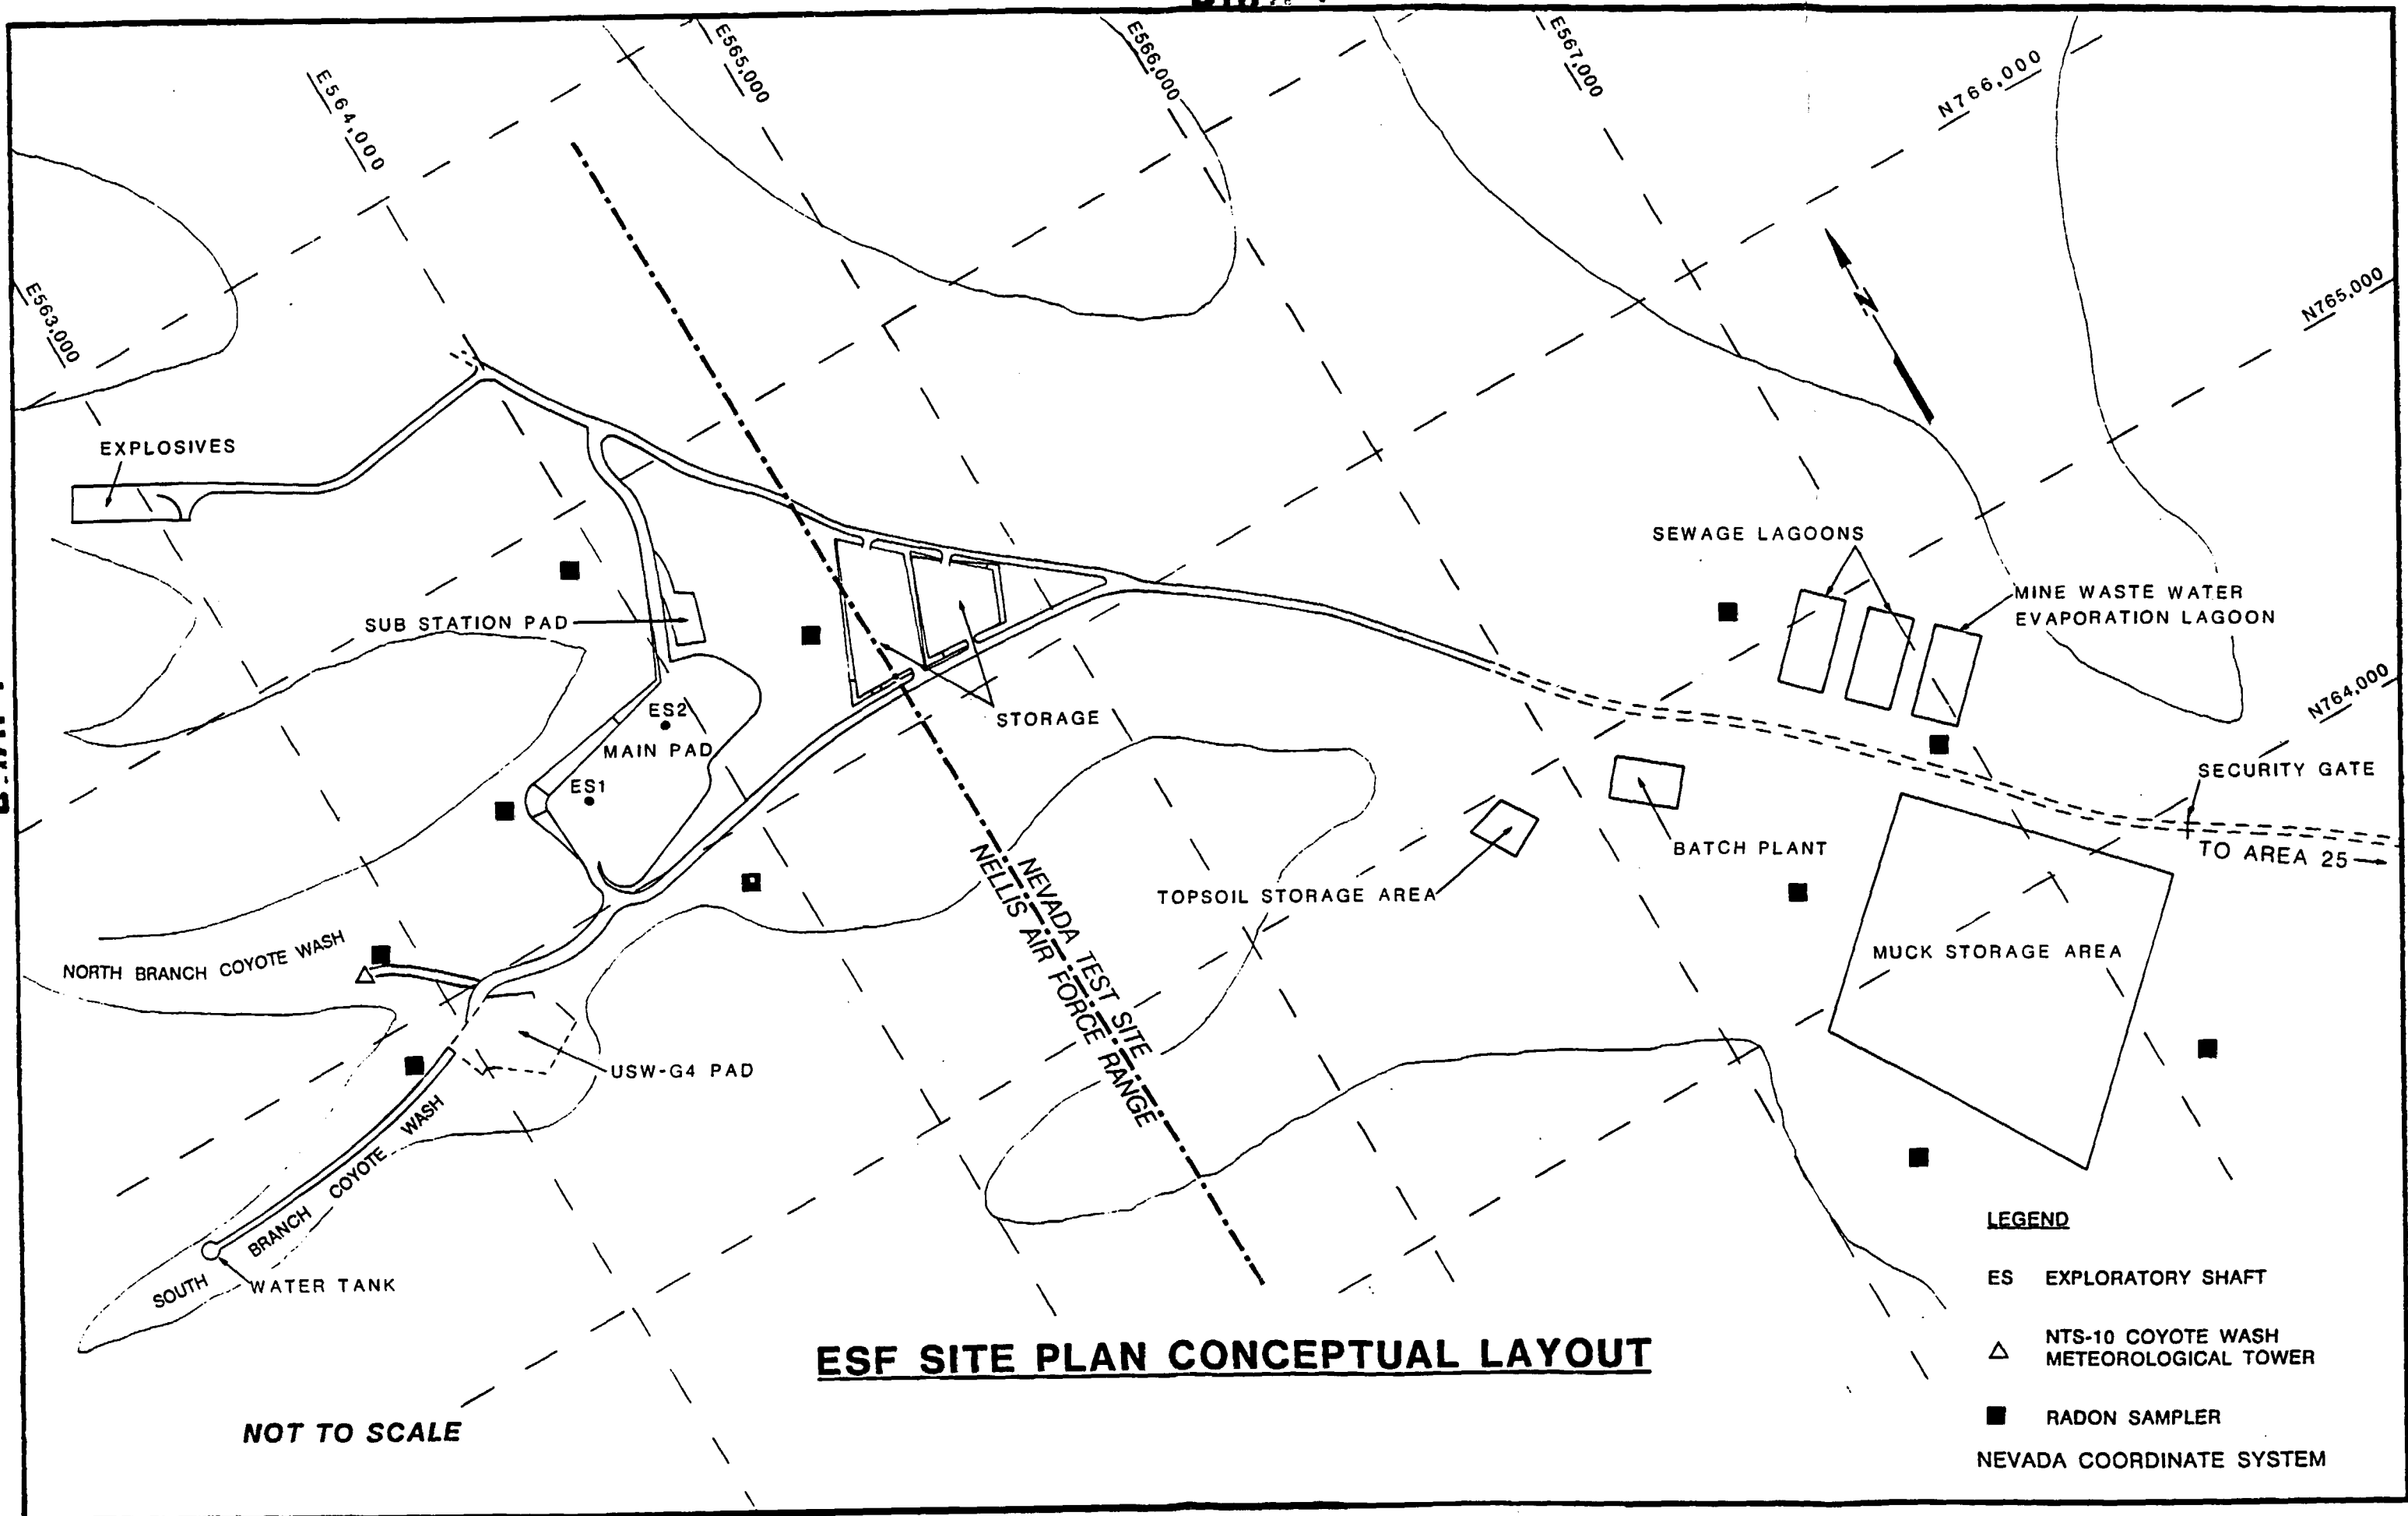 E564,000
E565,000
E566,000
E567,000
N766,000
E563,000
N765,000
EXPLOSIVES
SEWAGE LAGOONS
MINE WASTE WATER
EVAPORATION LAGOON
SUB STATION PAD
N764,000
ES2
STORAGE
MAIN PAD
SECURITY GATE
ES1
BATCH PLANT
TO AREA 25
TOPSOIL STORAGE AREA
NEVADA TEST SITE
NELLIS AIR FORCE RANGE
MUCK STORAGE AREA
NORTH BRANCH COYOTE WASH
USW-G4 PAD
SOUTH BRANCH COYOTE WASH
WATER TANK
N
LEGEND
ES EXPLORATORY SHAFT
NTS-10 COYOTE WASH
METEOROLOGICAL TOWER
RADON SAMPLER
NEVADA COORDINATE SYSTEM
ESF SITE PLAN CONCEPTUAL LAYOUT
NOT TO SCALE